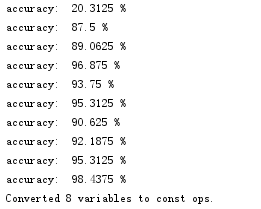 accuracy:  20.3125 %
accuracy:  87.5 %
accuracy:  89.0625 %
accuracy:  96.875 %
accuracy:  93.75 %
accuracy:  95.3125 %
accuracy:  90.625 %
accuracy:  92.1875 %
accuracy:  95.3125 %
accuracy:  98.4375 %
Converted 8 variables to const ops.